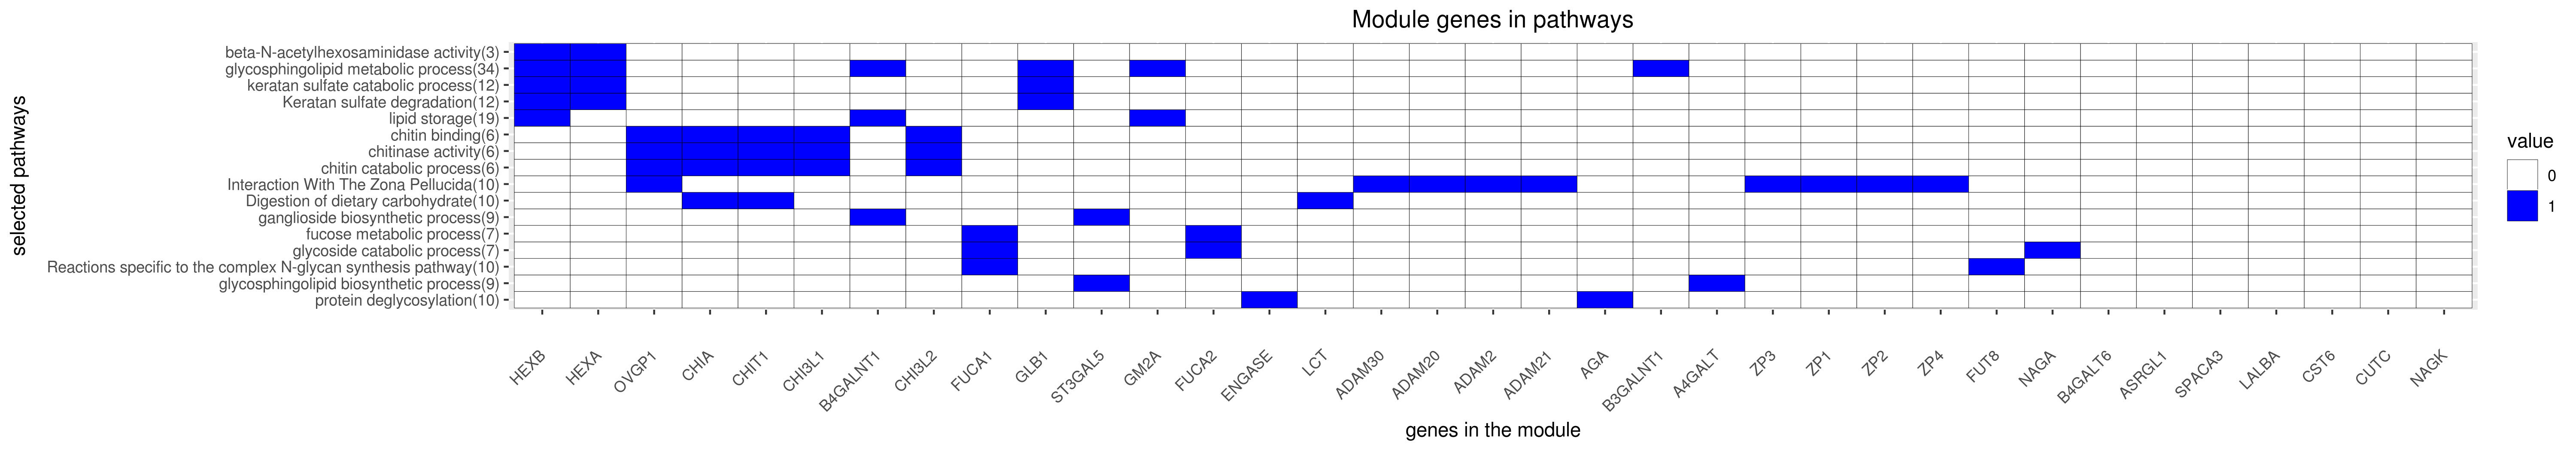 Module genes in pathways
selected pathways
beta-N-acetylhexosaminidase activity(3)
glycosphingolipid metabolic process(34)
keratan sulfate catabolic process(12)
Keratan sulfate degradation(12)
lipid storage(19)
chitin binding(6)
chitinase activity(6)
chitin catabolic process(6)
Interaction With The Zona Pellucida(10)
Digestion of dietary carbohydrate(10)
ganglioside biosynthetic process(9)
fucose metabolic process(7)
glycoside catabolic process(7)
Reactions specific to the complex N-glycan synthesis pathway(10)
glycosphingolipid biosynthetic process(9)
protein deglycosylation(10)
HEXB
HEXA
OVGP1
CHIA
CHIT1
CHI3L1
B4GALNT1
CHI3L2
FUCA1
GLB1
ST3GAL5
GM2A
FUCA2
ENGASE
LCT
ADAM30
ADAM20
ADAM2
ADAM21
AGA
B3GALNT1
A4GALT
ZP3
ZP1
ZP2
ZP4
FUT8
NAGA
B4GALT6
ASRGL1
SPACA3
LALBA
CST6
CUTC
NAGK
genes in the module
value
0
1